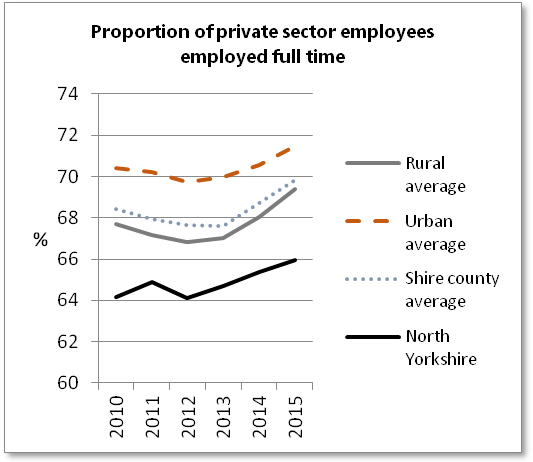 Proportion of private sector employees
employed full time
74
72
70
68
66
64
62
60
%
2010
2011
2012
2013
2014
2015
Rural
average
Urban
average
Shire county
average
North
Yorkshire